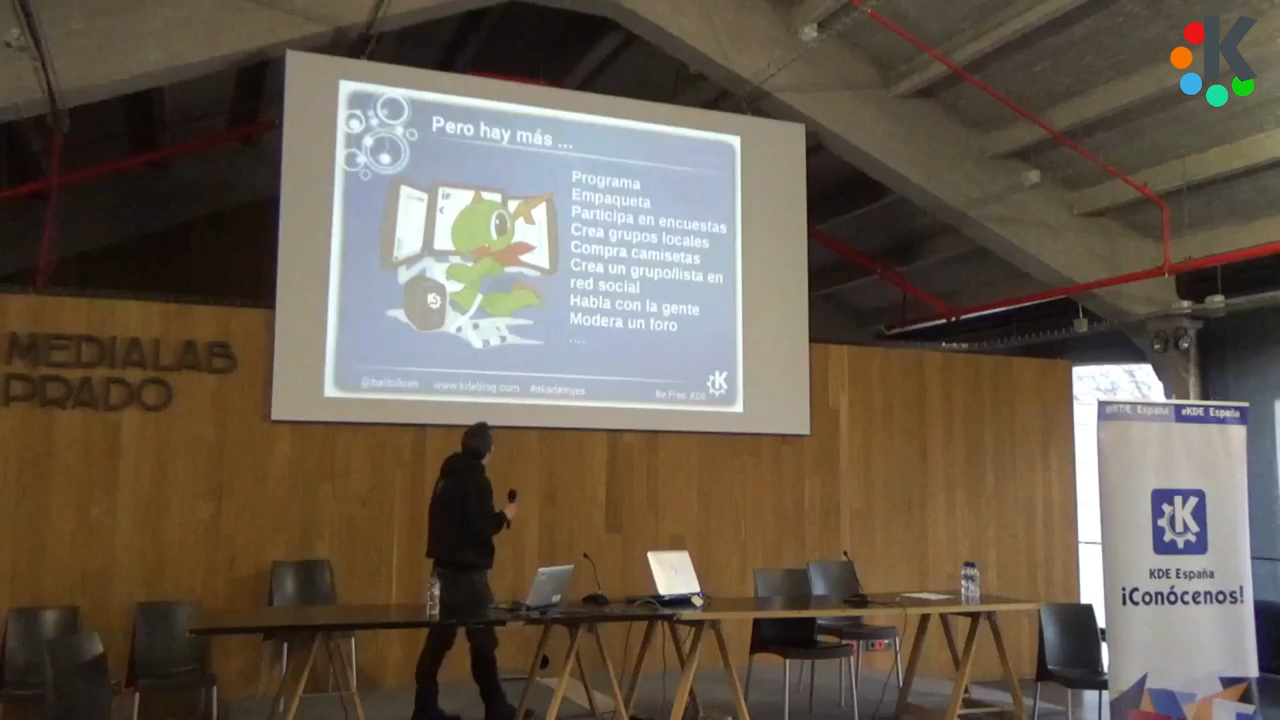 Pero hay más ...
Programa
Empaqueta
Participa en encuestas
Crea grupos locales
Compra camisetas
Crea un grupo/lista en
red social
Habla con la gente
Modera un foro
....
www.kdeblog.com
#akademyes
Be Free. KDE
MEDIALAB
PRADO
@KDE_España
#KDE_España
KDE España
¡Conócenos!
K